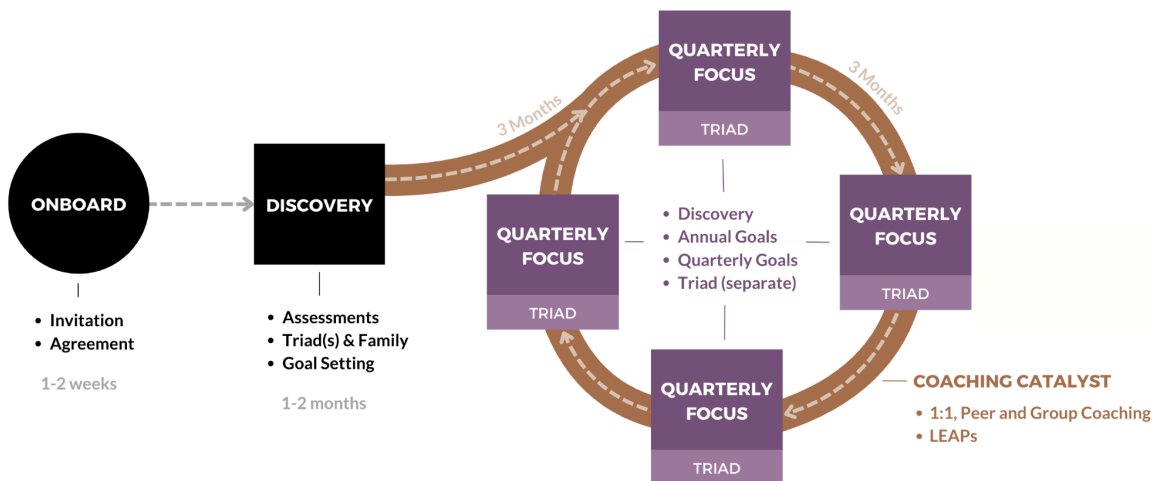 ONBOARD
• Invitation
• Agreement
1-2 weeks
DISCOVERY
• Assessments
• Triad(s) & Family
• Goal Setting
1-2 months
3 Months
QUARTERLY
FOCUS
TRIAD
3 Months
QUARTERLY
FOCUS
TRIAD
QUARTERLY
FOCUS
TRIAD
QUARTERLY
FOCUS
TRIAD
• Discovery
• Annual Goals
• Quarterly Goals
• Triad (separate)
COACHING CATALYST
• 1:1, Peer and Group Coaching
• LEAPs